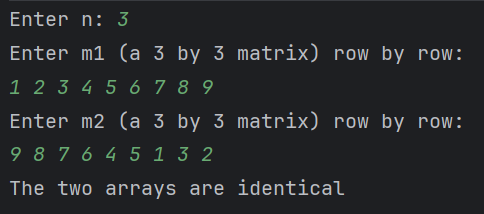 Enter n: 3
Enter m1 (a 3 by 3 matrix) row by row:
1 2 3 4 5 6 7 8 9
Enter m2 (a 3 by 3 matrix) row by row:
9 8 7 6 4 5 1 3 2
The two arrays are identical